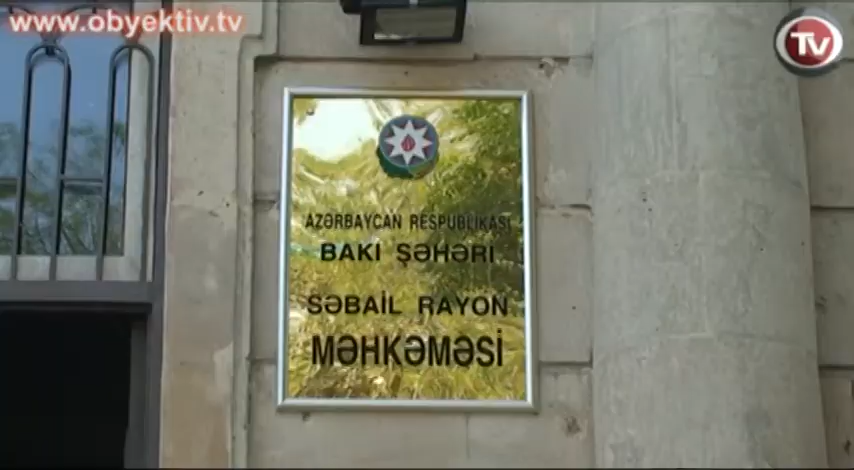 www.obyektiv.tv
TV
AZƏRBAYCAN RESPUBLİKASI
BAKI ŞƏHƏRİ
SƏBAİL RAYON
MƏHKƏMƏSİ